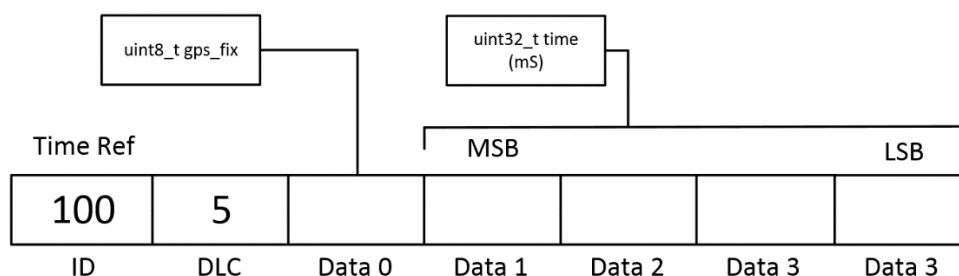 uint8_t gps_fix
uint32_t time
(mS)
Time Ref
MSB
LSB
100
5
ID
DLC
Data 0
Data 1
Data 2
Data 3
Data 3